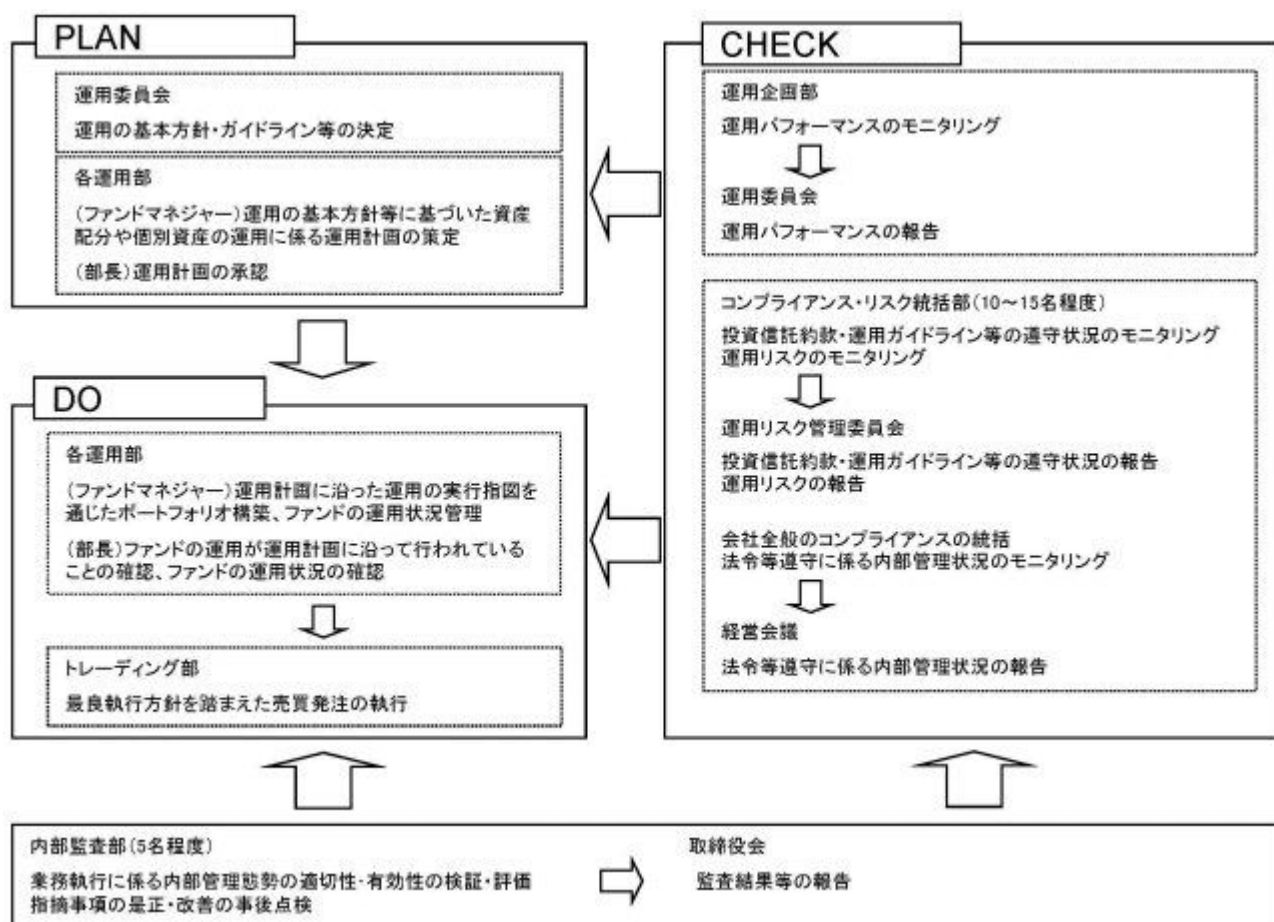 PLAN
運用委員会
運用の基本方針・ガイドライン等の決定
各運用部
(ファンドマネジャー)運用の基本方針等に基づいた資産
配分や個別資産の運用に係る運用計画の策定
(部長)運用計画の承認
DO
各運用部
(ファンドマネジャー)運用計画に沿った運用の実行指図を
通じたポートフォリオ構築、ファンドの運用状況管理
(部長)ファンドの運用が運用計画に沿って行われている
ことの確認、ファンドの運用状況の確認
トレーディング部
最良執行方針を踏まえた売買発注の執行
CHECK
運用企画部
運用パフォーマンスのモニタリング
運用委員会
運用パフォーマンスの報告
コンプライアンス・リスク統括部(10～15名程度)
投資信託約款・運用ガイドライン等の遵守状況のモニタリング
運用リスクのモニタリング
運用リスク管理委員会
投資信託約款・運用ガイドライン等の遵守状況の報告
運用リスクの報告
会社全般のコンプライアンスの統括
法令等遵守に係る内部管理状況のモニタリング
経営会議
法令等遵守に係る内部管理状況の報告
内部監査部(5名程度)
業務執行に係る内部管理態勢の適切性・有効性の検証・評価
指摘事項の是正・改善の事後点検
取締役会
監査結果等の報告